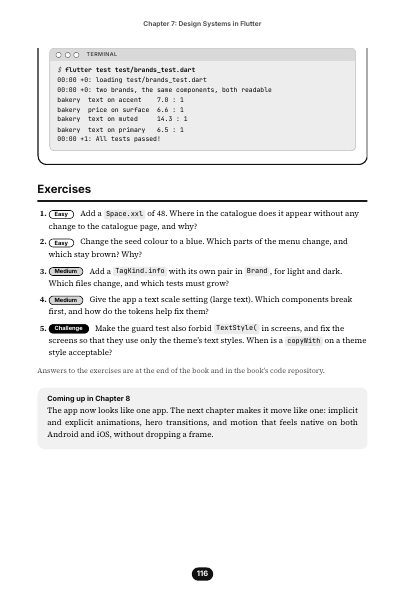 Chapter 7: Design Systems in Flutter
TERMINAL
$ flutter test test/brands_test.dart
00:00 +0: loading test/brands_test.dart
00:00 +0: two brands, the same components, both readable
bakery  text on accent    7.0 : 1
bakery  price on surface  6.6 : 1
bakery  text on muted     14.3 : 1
bakery  text on primary   6.5 : 1
00:00 +1: All tests passed!
Exercises
1. Easy Add a Space.xxl of 48. Where in the catalogue does it appear without any
change to the catalogue page, and why?
2. Easy Change the seed colour to a blue. Which parts of the menu change, and
which stay brown? Why?
3. Medium Add a TagKind.info with its own pair in Brand, for light and dark.
Which files change, and which tests must grow?
4. Medium Give the app a text scale setting (large text). Which components break
first, and how do the tokens help fix them?
5. Challenge Make the guard test also forbid TextStyle( in screens, and fix the
screens so that they use only the theme's text styles. When is a copyWith on a theme
style acceptable?
Answers to the exercises are at the end of the book and in the book's code repository.
Coming up in Chapter 8
The app now looks like one app. The next chapter makes it move like one: implicit
and explicit animations, hero transitions, and motion that feels native on both
Android and iOS, without dropping a frame.
116